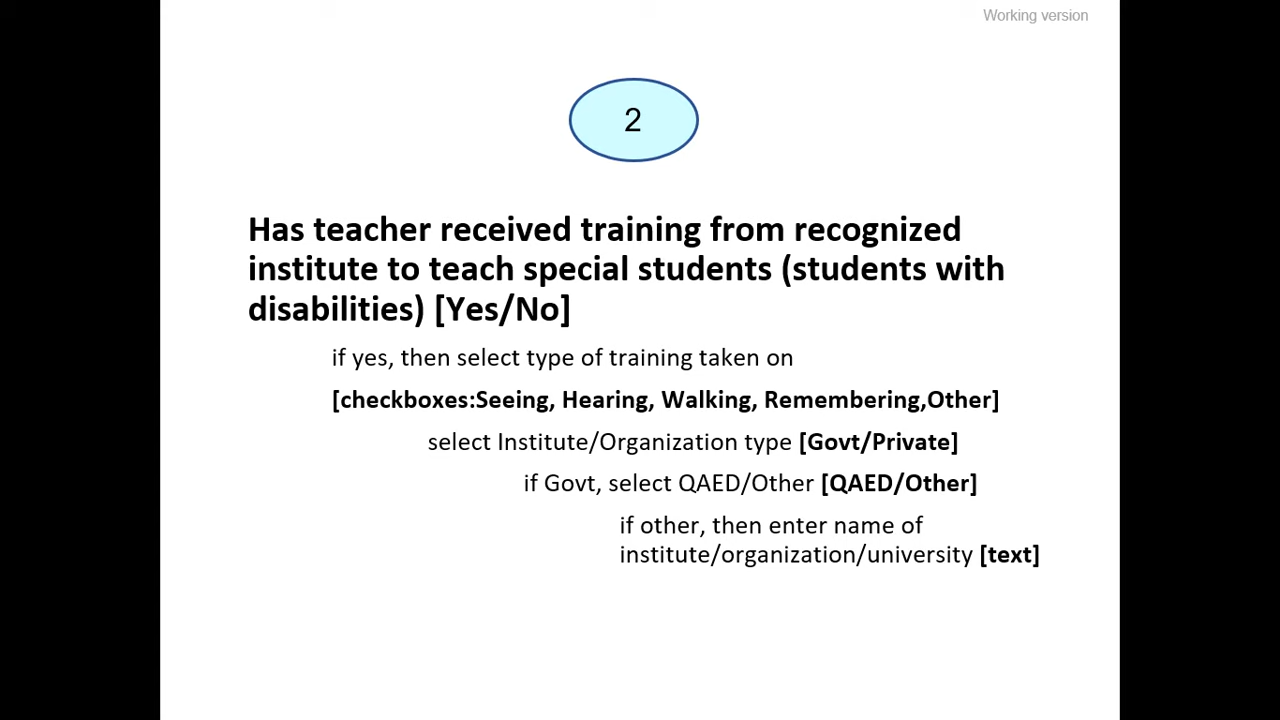 Working version
2
Has teacher received training from recognized
institute to teach special students (students with
disabilities) [Yes/No]
if yes, then select type of training taken on
[checkboxes:Seeing, Hearing, Walking, Remembering,Other]
select Institute/Organization type [Govt/Private]
if Govt, select QAED/Other [QAED/Other]
if other, then enter name of
institute/organization/university [text]